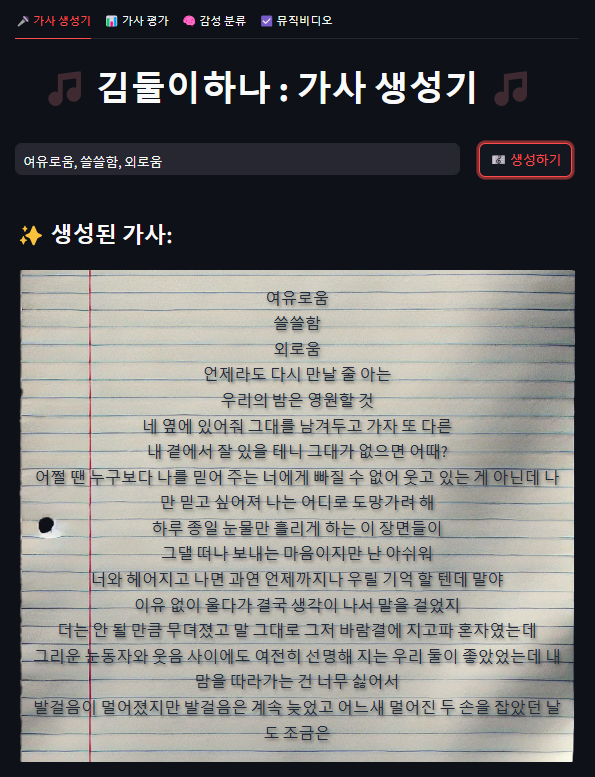 가사 생성기 가사 평가 감성 분류 뮤직비디오
김둘이하나 : 가사 생성기
여유로움, 쓸쓸함, 외로움
생성하기
생성된 가사:
여유로움
쓸쓸함
외로움
언제라도 다시 만날 줄 아는
우리의 밤은 영원할 것
네 옆에 있어줘 그대를 남겨두고 가자 또 다른
내 곁에서 잘 있을 테니 그대가 없으면 어때?
어쩔 땐 누구보다 나를 믿어 주는 너에게 빠질 수 없어 웃고 있는 게 아닌데 나
만 믿고 싶어져 나는 어디로 도망가려 해
하루 종일 눈물만 흘리게 하는 이 장면들이
그댈 떠나 보내는 마음이지만 난 아쉬워
너와 헤어지고 나면 과연 언제까지나 우릴 기억 할 텐데 말야
이유 없이 울다가 결국 생각이 나서 말을 걸었지
더는 안 될 만큼 무뎌졌고 말 그대로 그저 바람결에 지고파 혼자였는데
그리운 눈동자와 웃음 사이에도 여전히 선명해 지는 우리 둘이 좋았었는데 내
맘을 따라가는 건 너무 싫어서
발걸음이 멀어졌지만 발걸음은 계속 늦었고 어느새 멀어진 두 손을 잡았던 날
도 조금은